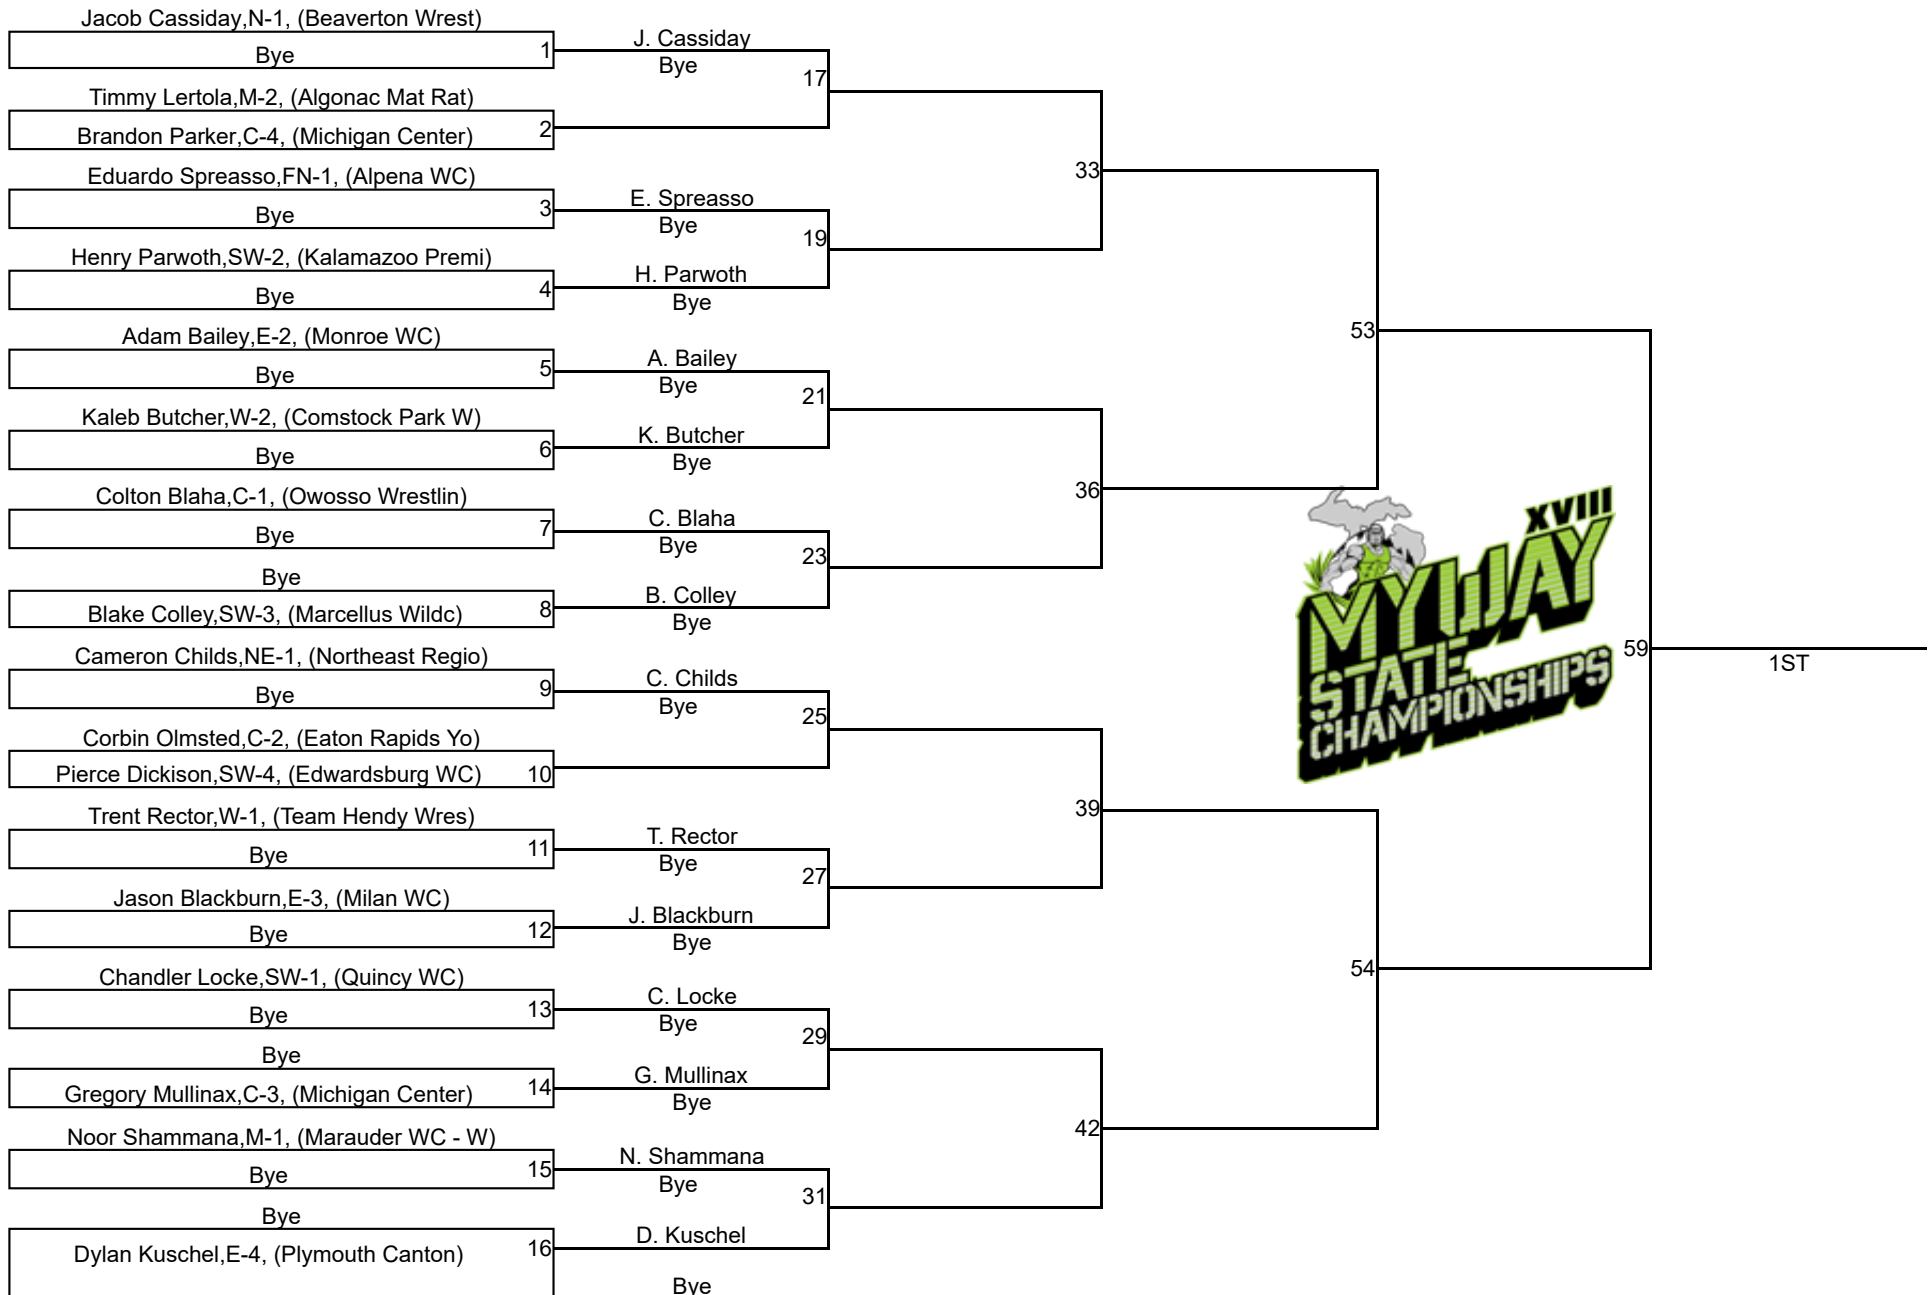 Jacob Cassiday,N-1, (Beaverton Wrest)
Bye
1
J. Cassiday
Bye
17
Timmy Lertola,M-2, (Algonac Mat Rat)
Brandon Parker,C-4, (Michigan Center)
2
33
Eduardo Spreasso,FN-1, (Alpena WC)
Bye
3
E. Spreasso
Bye
19
Henry Parwoth,SW-2, (Kalamazoo Premi)
Bye
4
H. Parwoth
Bye
53
Adam Bailey,E-2, (Monroe WC)
Bye
5
A. Bailey
Bye
21
Kaleb Butcher,W-2, (Comstock Park W)
Bye
6
K. Butcher
Bye
36
Colton Blaha,C-1, (Owosso Wrestlin)
Bye
7
C. Blaha
Bye
23
Bye
Blake Colley,SW-3, (Marcellus Wildc)
8
B. Colley
Bye
XVIII
MYWAY
STATE
CHAMPIONSHIPS
59
1ST
Cameron Childs,NE-1, (Northeast Regio)
Bye
9
C. Childs
Bye
25
Corbin Olmsted,C-2, (Eaton Rapids Yo)
Pierce Dickison,SW-4, (Edwardsburg WC)
10
39
Trent Rector,W-1, (Team Hendy Wres)
Bye
11
T. Rector
Bye
27
Jason Blackburn,E-3, (Milan WC)
Bye
12
J. Blackburn
Bye
54
Chandler Locke,SW-1, (Quincy WC)
Bye
13
C. Locke
Bye
29
Bye
Gregory Mullinax,C-3, (Michigan Center)
14
G. Mullinax
Bye
42
Noor Shammana,M-1, (Marauder WC - W)
Bye
15
N. Shammana
Bye
31
Bye
Dylan Kuschel,E-4, (Plymouth Canton)
16
D. Kuschel
Bye